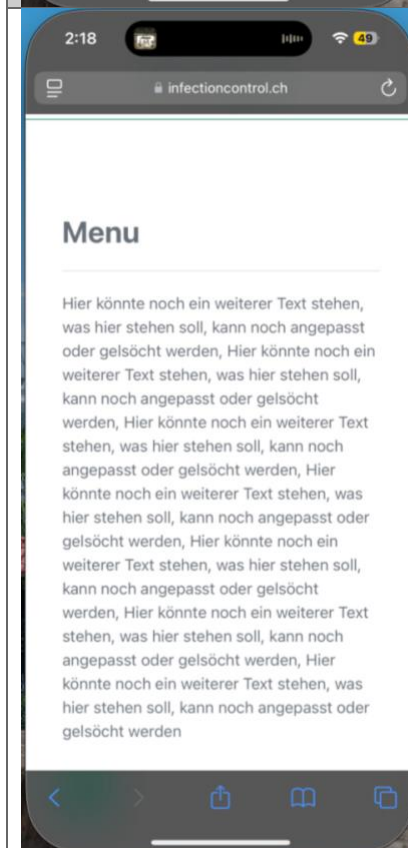 2:18
49
infectioncontrol.ch
Menu
Hier könnte noch ein weiterer Text stehen,
was hier stehen soll, kann noch angepasst
oder gelsöcht werden, Hier könnte noch ein
weiterer Text stehen, was hier stehen soll,
kann noch angepasst oder gelsöcht
werden, Hier könnte noch ein weiterer Text
stehen, was hier stehen soll, kann noch
angepasst oder gelsöcht werden, Hier
könnte noch ein weiterer Text stehen, was
hier stehen soll, kann noch angepasst oder
gelsöcht werden, Hier könnte noch ein
weiterer Text stehen, was hier stehen soll,
kann noch angepasst oder gelsöcht
werden, Hier könnte noch ein weiterer Text
stehen, was hier stehen soll, kann noch
angepasst oder gelsöcht werden, Hier
könnte noch ein weiterer Text stehen, was
hier stehen soll, kann noch angepasst oder
gelsöcht werden